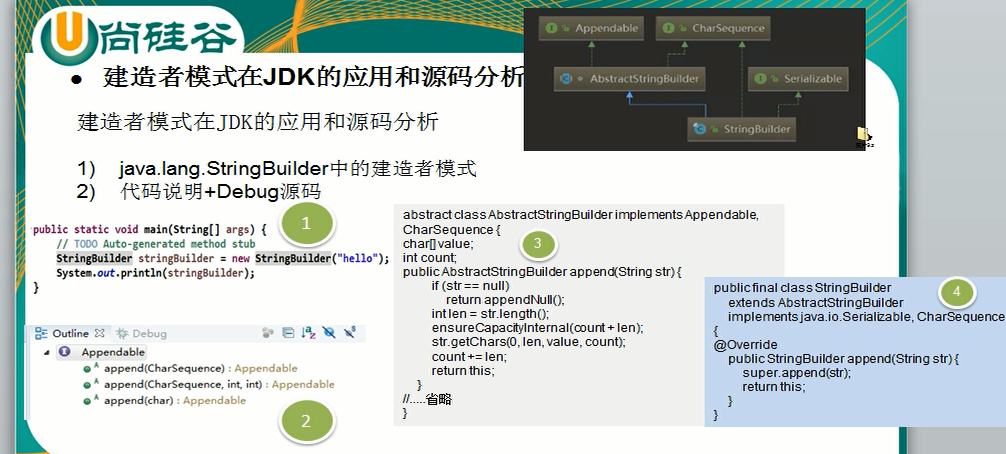 尚硅谷
建造者模式在JDK的应用和源码分析
Appendable
CharSequence
AbstractStringBuilder
Serializable
StringBuilder
建造者模式在JDK的应用和源码分析
1) java.lang.StringBuilder中的建造者模式
2) 代码说明+Debug源码
1
public static void main(String[] args) {
// TODO Auto-generated method stub
StringBuilder stringBuilder = new StringBuilder("hello");
System.out.println(stringBuilder);
}
Outline
Debug
Appendable
append(CharSequence) : Appendable
append(CharSequence, int, int) : Appendable
append(char) : Appendable
2
abstract class AbstractStringBuilder implements Appendable,
CharSequence {
3
char[] value;
int count;
public AbstractStringBuilder append(String str) {
if (str == null)
return appendNull();
int len = str.length();
ensureCapacityInternal(count + len);
str.getChars(0, len, value, count);
count += len;
return this;
}
//.....省略
}
4
public final class StringBuilder
extends AbstractStringBuilder
implements java.io.Serializable, CharSequence
{
@Override
public StringBuilder append(String str) {
super.append(str);
return this;
}
}